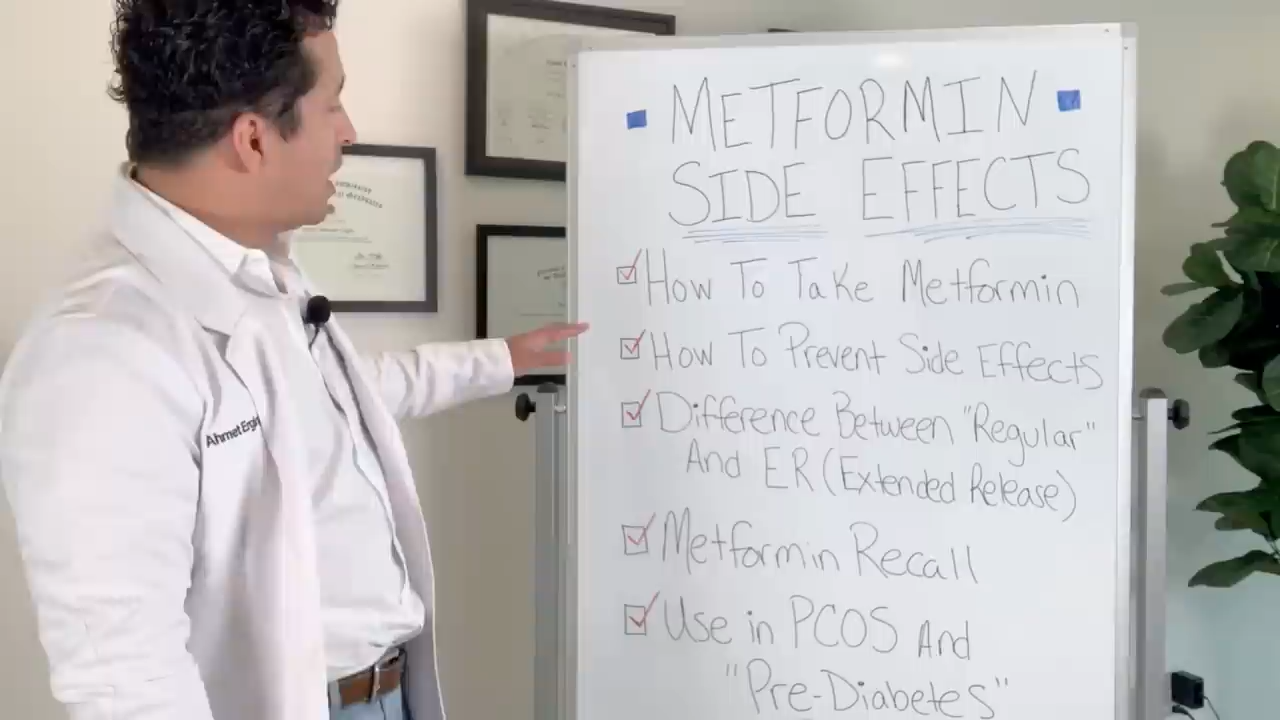 METFORMIN
SIDE EFFECTS
How To Take Metformin
How To Prevent Side Effects
Difference Between "Regular"
And ER (Extended Release)
Metformin Recall
Use in PCOS And
"Pre-Diabetes"
Ahmet